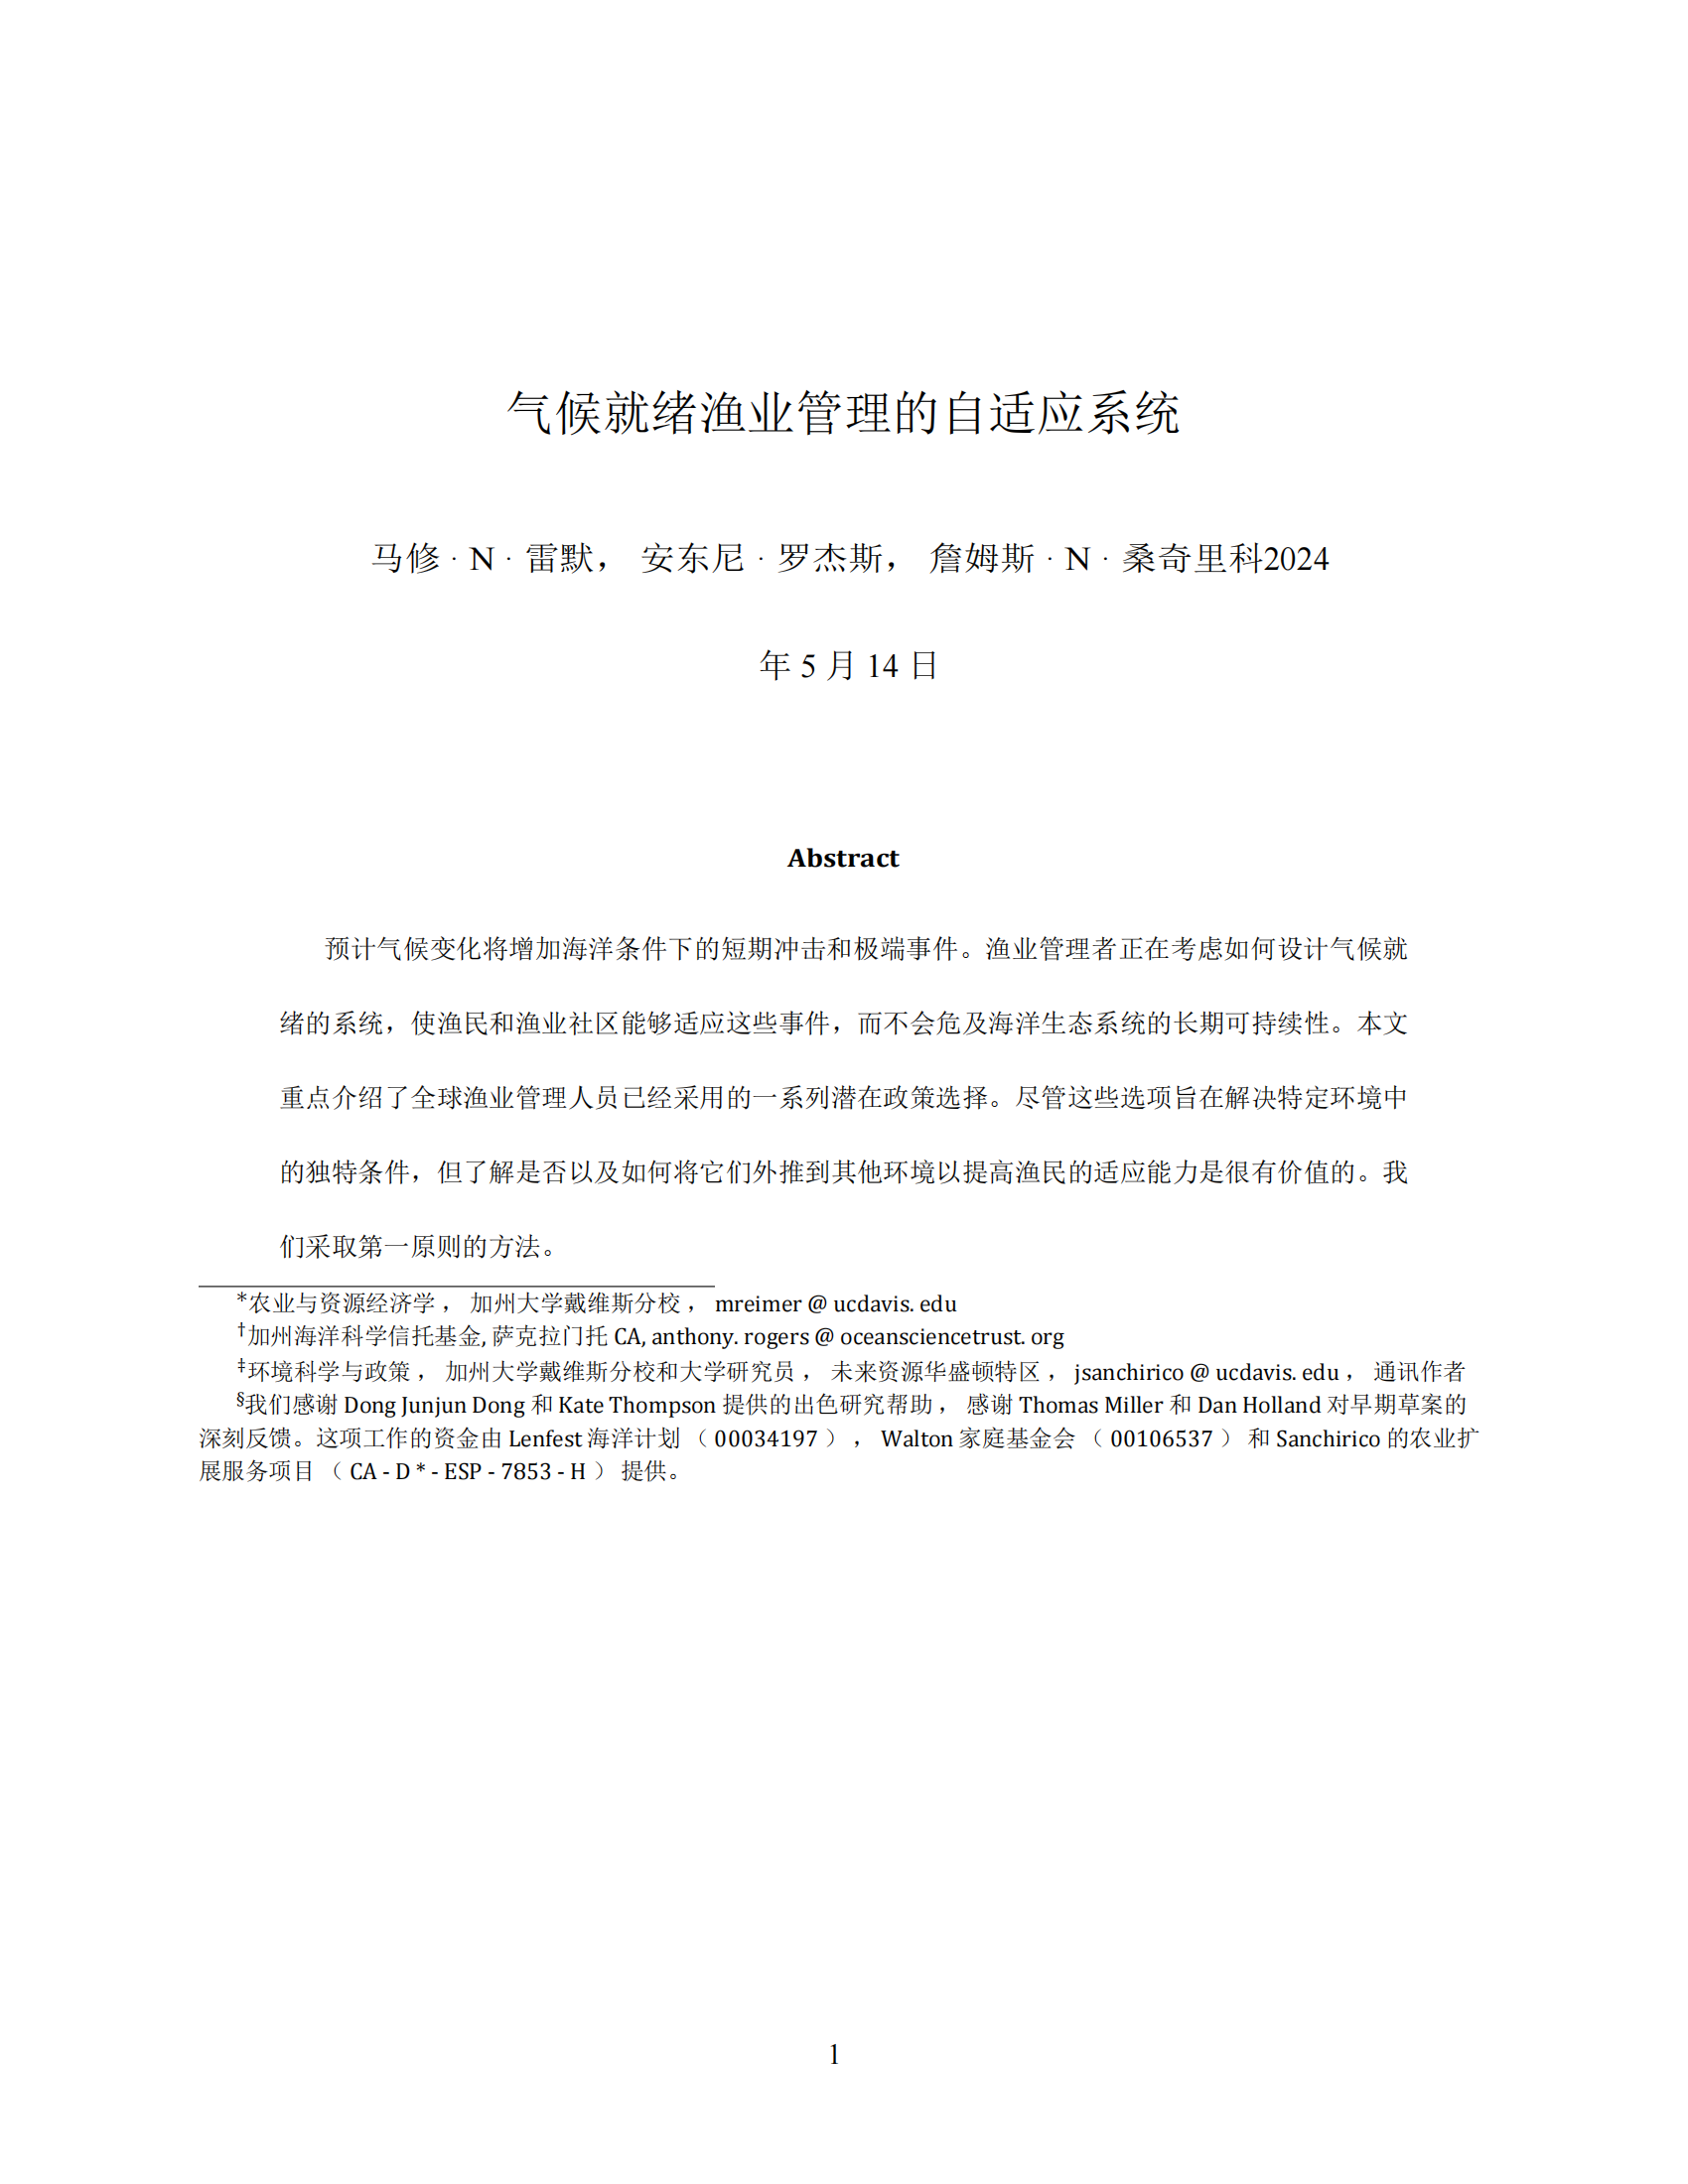 气候就绪渔业管理的自适应系统
马修 · N · 雷默， 安东尼 · 罗杰斯， 詹姆斯 · N · 桑奇里科2024
年 5 月 14 日
Abstract
预计气候变化将增加海洋条件下的短期冲击和极端事件。渔业管理者正在考虑如何设计气候就
绪的系统，使渔民和渔业社区能够适应这些事件，而不会危及海洋生态系统的长期可持续性。本文
重点介绍了全球渔业管理人员已经采用的一系列潜在政策选择。尽管这些选项旨在解决特定环境中
的独特条件，但了解是否以及如何将它们外推到其他环境以提高渔民的适应能力是很有价值的。我
们采取第一原则的方法。
*农业与资源经济学， 加州大学戴维斯分校， mreimer @ ucdavis. edu
†加州海洋科学信托基金, 萨克拉门托 CA, anthony. rogers @ oceansciencetrust. org
‡环境科学与政策， 加州大学戴维斯分校和大学研究员， 未来资源华盛顿特区， jsanchirico @ ucdavis. edu， 通讯作者
§我们感谢 Dong Junjun Dong 和 Kate Thompson 提供的出色研究帮助， 感谢 Thomas Miller 和 Dan Holland 对早期草案的
深刻反馈。这项工作的资金由 Lenfest 海洋计划 （ 00034197 ） ， Walton 家庭基金会 （ 00106537 ） 和 Sanchirico 的农业扩
展服务项目 （ CA - D * - ESP - 7853 - H ） 提供。
1